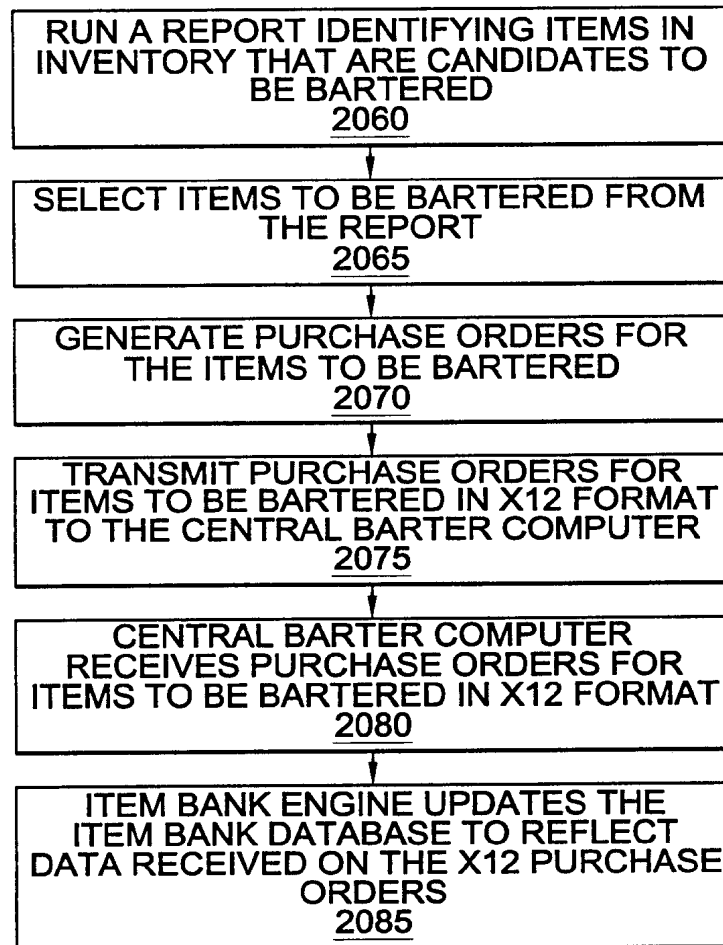 RUN A REPORT IDENTIFYING ITEMS IN
INVENTORY THAT ARE CANDIDATES TO
BE BARTERED
2060
SELECT ITEMS TO BE BARTERED FROM
THE REPORT
2065
GENERATE PURCHASE ORDERS FOR
THE ITEMS TO BE BARTERED
2070
TRANSMIT PURCHASE ORDERS FOR
ITEMS TO BE BARTERED IN X12 FORMAT
TO THE CENTRAL BARTER COMPUTER
2075
CENTRAL BARTER COMPUTER
RECEIVES PURCHASE ORDERS FOR
ITEMS TO BE BARTERED IN X12 FORMAT
2080
ITEM BANK ENGINE UPDATES THE
ITEM BANK DATABASE TO REFLECT
DATA RECEIVED ON THE X12 PURCHASE
ORDERS
2085